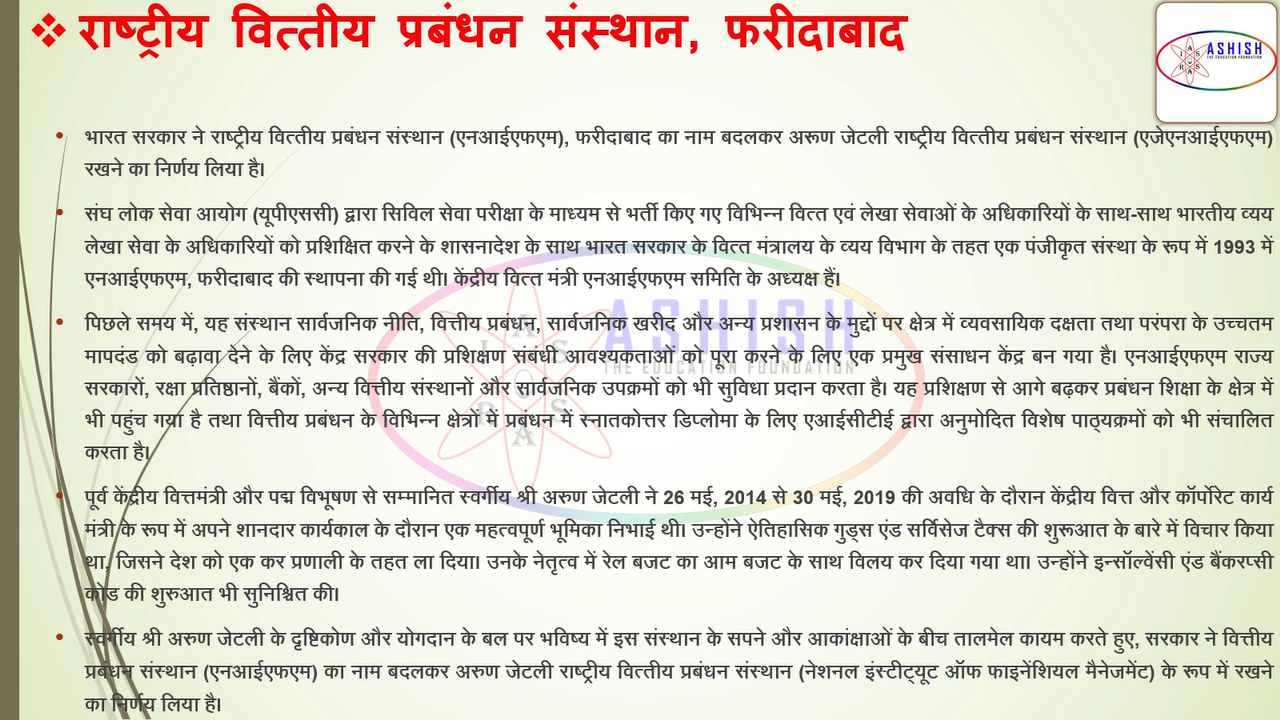 ❖ राष्ट्रीय वित्तीय प्रबंधन संस्थान, फरीदाबाद
ASHISH
THE EDUCATION FOUNDATION
• भारत सरकार ने राष्ट्रीय वित्तीय प्रबंधन संस्थान (एनआईएफएम), फरीदाबाद का नाम बदलकर अरूण जेटली राष्ट्रीय वित्तीय प्रबंधन संस्थान (एजेएनआईएफएम)
रखने का निर्णय लिया है।
• संघ लोक सेवा आयोग (यूपीएससी) द्वारा सिविल सेवा परीक्षा के माध्यम से भर्ती किए गए विभिन्न वित्त एवं लेखा सेवाओं के अधिकारियों के साथ-साथ भारतीय व्यय
लेखा सेवा के अधिकारियों को प्रशिक्षित करने के शासनादेश के साथ भारत सरकार के वित्त मंत्रालय के व्यय विभाग के तहत एक पंजीकृत संस्था के रूप में 1993 में
एनआईएफएम, फरीदाबाद की स्थापना की गई थी। केंद्रीय वित्त मंत्री एनआईएफएम समिति के अध्यक्ष हैं।
• पिछले समय में, यह संस्थान सार्वजनिक नीति, वित्तीय प्रबंधन, सार्वजनिक खरीद और अन्य प्रशासन के मुद्दों पर क्षेत्र में व्यवसायिक दक्षता तथा परंपरा के उच्चतम
मापदंड को बढ़ावा देने के लिए केंद्र सरकार की प्रशिक्षण संबंधी आवश्यकताओं को पूरा करने के लिए एक प्रमुख संसाधन केंद्र बन गया है। एनआईएफएम राज्य
सरकारों, रक्षा प्रतिष्ठानों, बैंकों, अन्य वित्तीय संस्थानों और सार्वजनिक उपक्रमों को भी सुविधा प्रदान करता है। यह प्रशिक्षण से आगे बढ़कर प्रबंधन शिक्षा के क्षेत्र में
भी पहुंच गया है तथा वित्तीय प्रबंधन के विभिन्न क्षेत्रों में प्रबंधन में स्नातकोत्तर डिप्लोमा के लिए एआईसीटीई द्वारा अनुमोदित विशेष पाठ्यक्रमों को भी संचालित
करता है।
• पूर्व केंद्रीय वित्तमंत्री और पद्म विभूषण से सम्मानित स्वर्गीय श्री अरुण जेटली ने 26 मई, 2014 से 30 मई, 2019 की अवधि के दौरान केंद्रीय वित्त और कॉर्पोरेट कार्य
मंत्री के रूप में अपने शानदार कार्यकाल के दौरान एक महत्वपूर्ण भूमिका निभाई थी। उन्होंने ऐतिहासिक गुड्स एंड सर्विसेज टैक्स की शुरूआत के बारे में विचार किया
था, जिसने देश को एक कर प्रणाली के तहत ला दिया। उनके नेतृत्व में रेल बजट का आम बजट के साथ विलय कर दिया गया था। उन्होंने इन्सॉल्वेंसी एंड बैंकरप्सी
कोड की शुरुआत भी सुनिश्चित की।
• स्वर्गीय श्री अरुण जेटली के दृष्टिकोण और योगदान के बल पर भविष्य में इस संस्थान के सपने और आकांक्षाओं के बीच तालमेल कायम करते हुए, सरकार ने वित्तीय
प्रबंधन संस्थान (एनआईएफएम) का नाम बदलकर अरुण जेटली राष्ट्रीय वित्तीय प्रबंधन संस्थान (नेशनल इंस्टीट्यूट ऑफ फाइनेंशियल मैनेजमेंट) के रूप में रखने
का निर्णय लिया है।
ASHISH
THE EDUCATION FOUNDATION